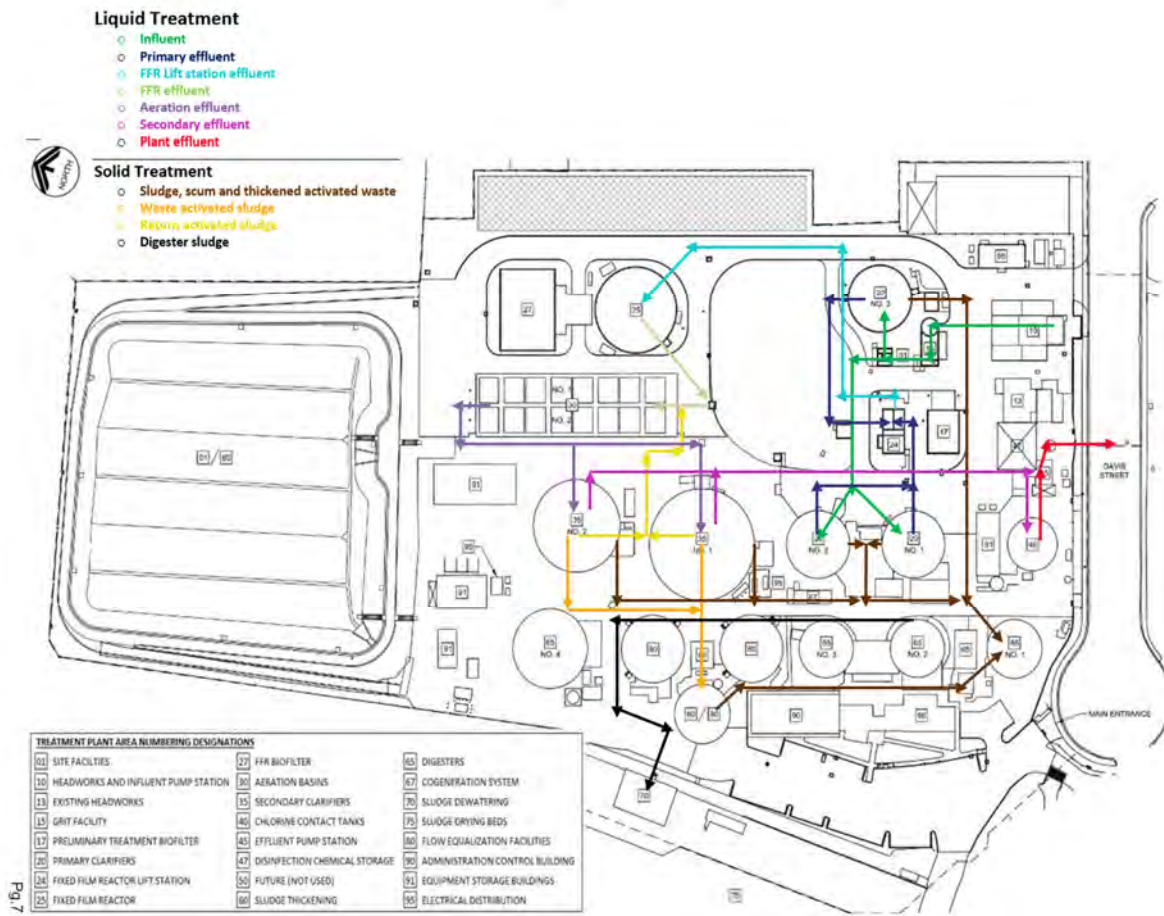 Liquid Treatment
Influent
Primary effluent
FFR Lift station effluent
FFR effluent
Aeration effluent
Secondary effluent
Plant effluent
NORTH
Solid Treatment
Sludge, scum and thickened activated waste
Waste activated sludge
Return activated sludge
Digester sludge
27
25
20
NO. 3
10
13
17
24
NO. 2
01/80
91
35
NO. 2
35
NO. 1
NO. 2
20
NO. 1
91
DAVIS
STREET
95
91
91
65
NO. 4
65
NO. 3
65
NO. 2
NO. 1
90
MAIN ENTRANCE
70
TREATMENT PLANT AREA NUMBERING DESIGNATIONS
01 SITE FACILTIES
10 HEADWORKS AND INFLUENT PUMP STATION
13 EXISTING HEADWORKS
15 GRIT FACILITY
17 PRELIMINARY TREATMENT BIOFILTER
20 PRIMARY CLARIFIERS
24 FIXED FILM REACTOR LIFT STATION
25 FIXED FILM REACTOR
27 FFR BIOFILTER
30 AERATION BASINS
35 SECONDARY CLARIFIERS
40 CHLORINE CONTACT TANKS
45 EFFLUENT PUMP STATION
47 DISINFECTION CHEMICAL STORAGE
50 FUTURE (NOT USED)
60 SLUDGE THICKENING
65 DIGESTERS
67 COGENERATION SYSTEM
70 SLUDGE DEWATERING
75 SLUDGE DRYING BEDS
80 FLOW EQUALIZATION FACILITIES
90 ADMINISTRATION CONTROL BUILDING
91 EQUIPMENT STORAGE BUILDINGS
95 ELECTRICAL DISTRIBUTION
Pg.7